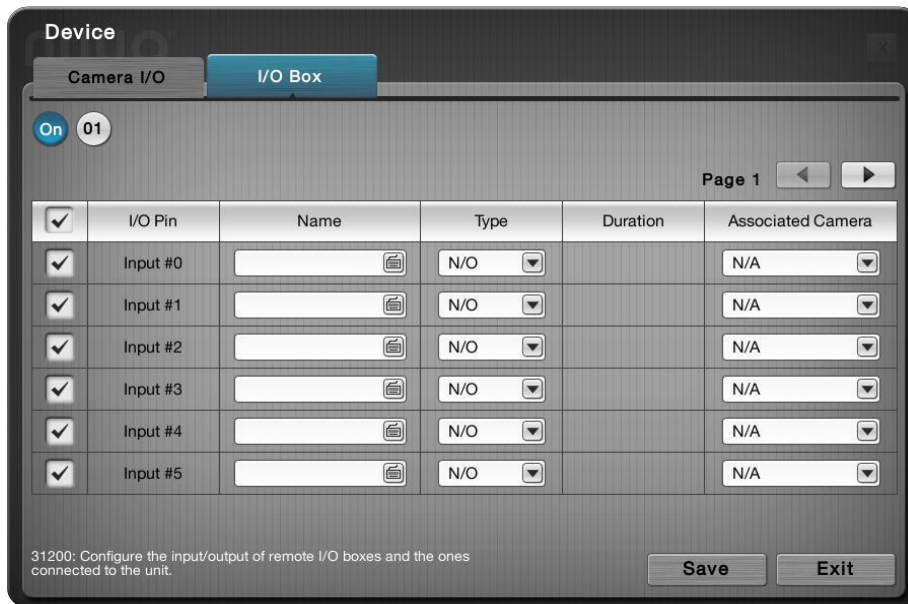 Device
Camera I/O
I/O Box
On 01
Page 1
I/O Pin Name Type Duration Associated Camera
Input #0 N/O N/A
Input #1 N/O N/A
Input #2 N/O N/A
Input #3 N/O N/A
Input #4 N/O N/A
Input #5 N/O N/A
31200: Configure the input/output of remote I/O boxes and the ones
connected to the unit.
Save Exit